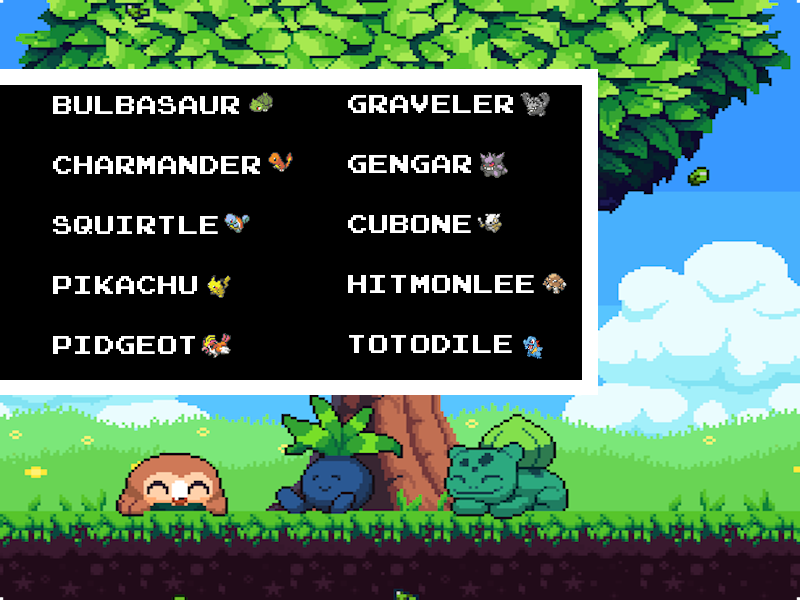 BULBASAUR
CHARMANDER
SQUIRTLE
PIKACHU
PIDGEOT
GRAVELER
GENGAR
CUBONE
HITMONLEE
TOTODILE